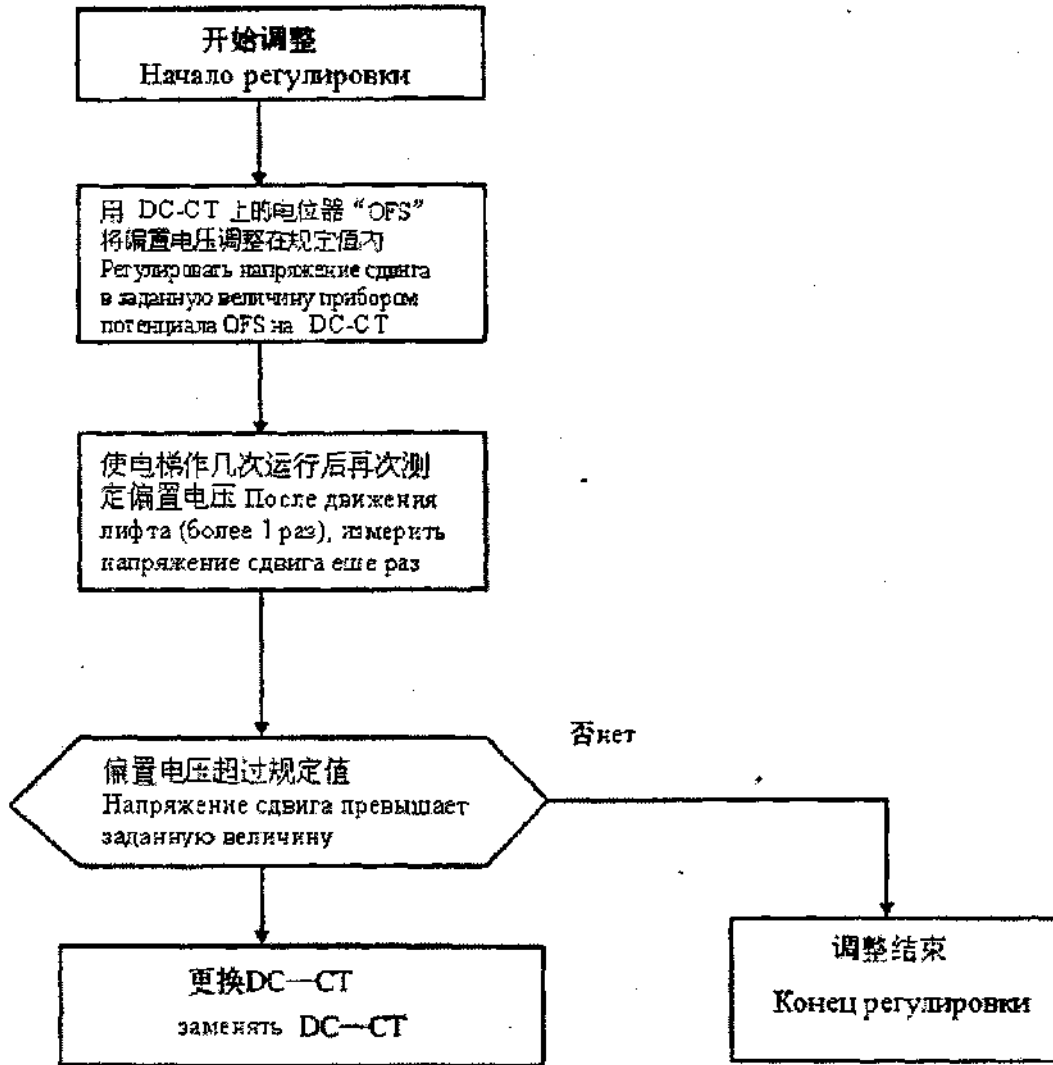 开始调整
Начало регулировки
用 DC-CT 上的电位器“OFS”
将偏置电压调整在规定值内
Регулировать напряжение сдвига
в заданную величину прибором
потенциала OFS на DC-CT
使电梯作几次运行后再次测
定偏置电压 После движения
лифта (более 1 раз), измерить
напряжение сдвига еше раз
否нет
偏置电压超过规定值
Напряжение сдвига превышает
заданную величину
更换DC—CT
заменять DC—CT
调整结束
Конец регулировки